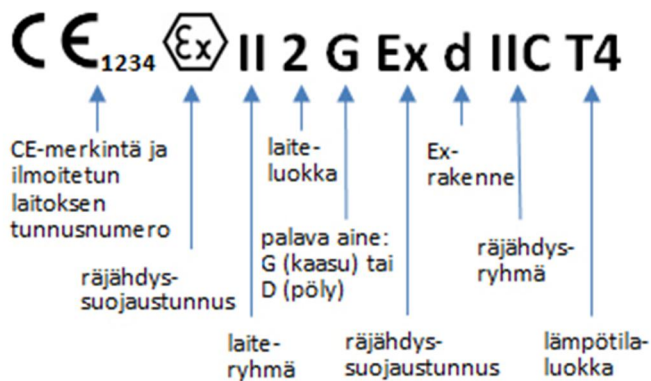 CE 1234 Ex II 2 G Ex d IIC T4
CE-merkintä ja
ilmoitetun
laitoksen
tunnusnumero
räjähdys-
suojaustunnus
laite-
ryhmä
laite-
luokka
palava aine:
G (kaasu) tai
D (pöly)
räjähdys-
suojaustunnus
Ex-
rakenne
räjähdys-
ryhmä
lämpötila-
luokka